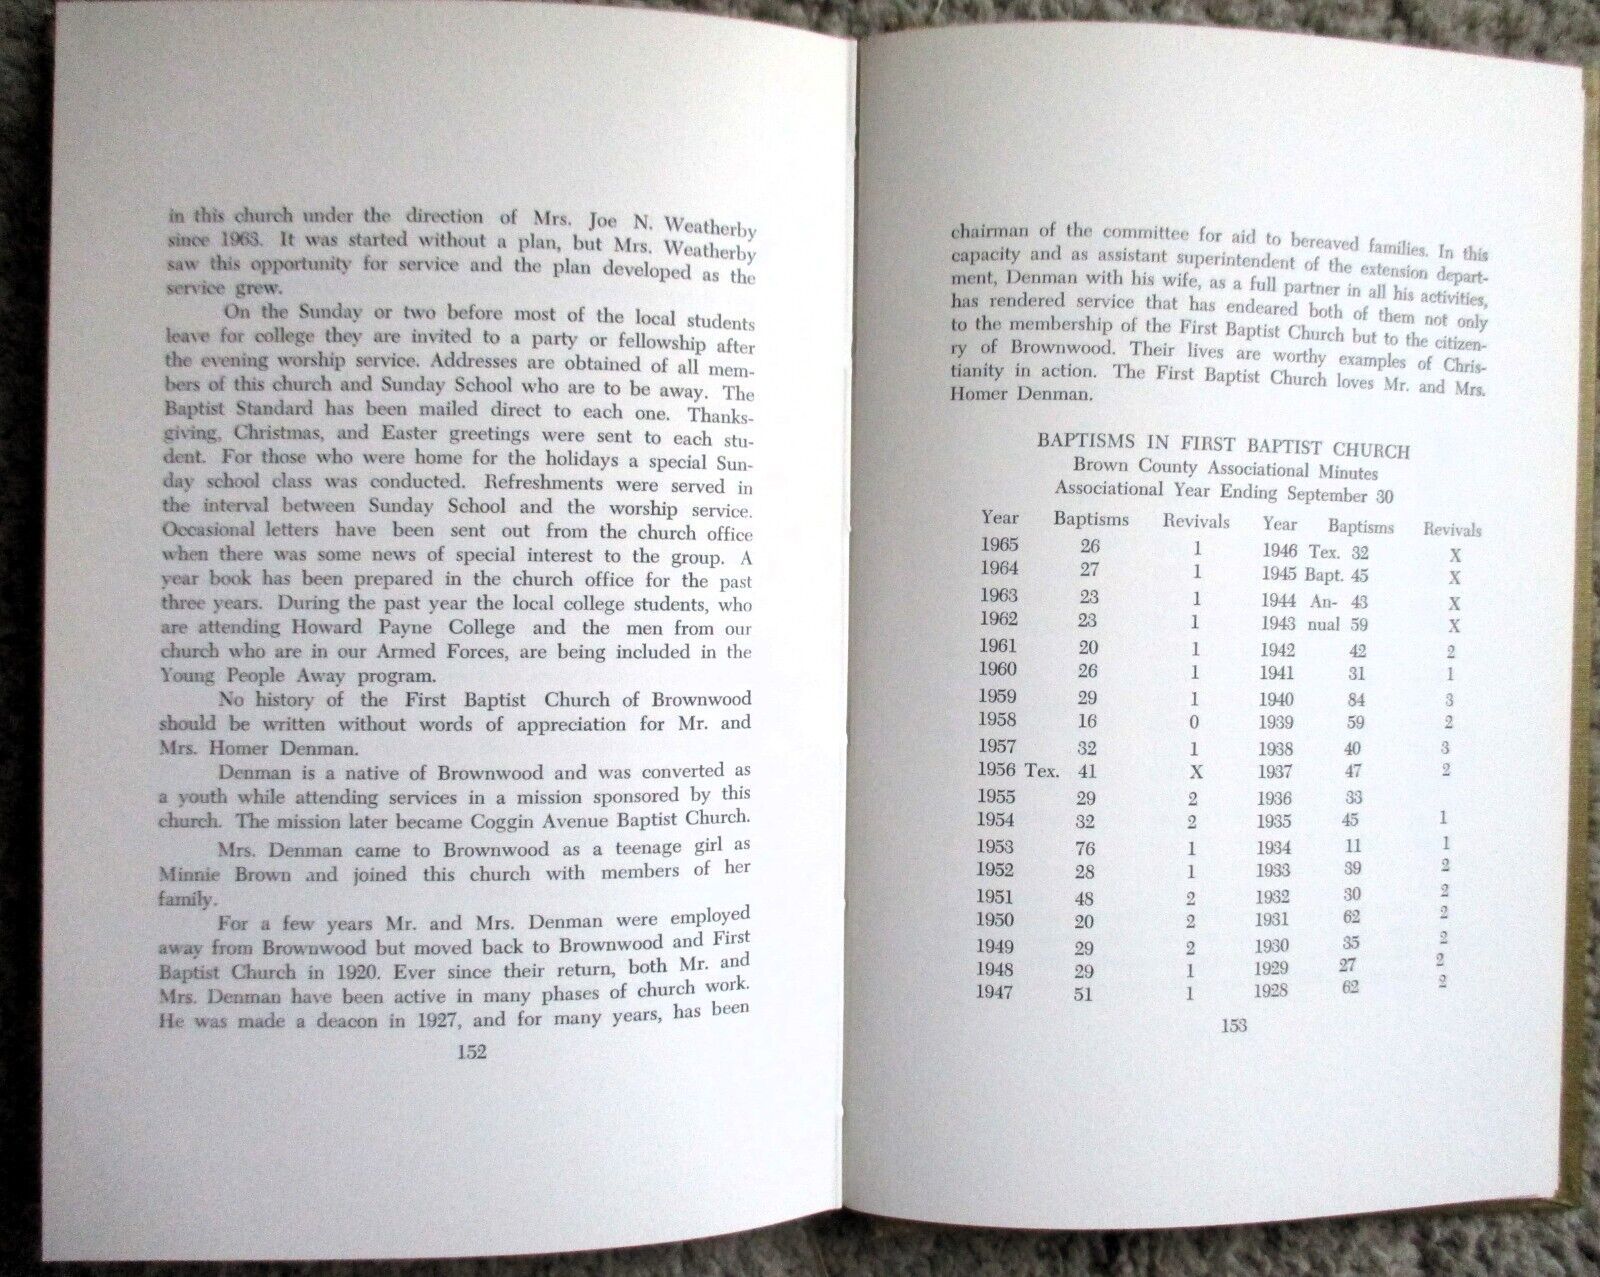 in this church under the direction of Mrs. Joe N. Weatherby
since 1963. It was started without a plan, but Mrs. Weatherby
saw this opportunity for service and the plan developed as the
service grew.
On the Sunday or two before most of the local students
leave for college they are invited to a party or fellowship after
the evening worship service. Addresses are obtained of all mem-
bers of this church and Sunday School who are to be away. The
Baptist Standard has been mailed direct to each one. Thanks-
giving, Christmas, and Easter greetings were sent to each stu-
dent. For those who were home for the holidays a special Sun-
day school class was conducted. Refreshments were served in
the interval between Sunday School and the worship service.
Occasional letters have been sent out from the church office
when there was some news of special interest to the group. A
year book has been prepared in the church office for the past
three years. During the past year the local college students, who
are attending Howard Payne College and the men from our
church who are in our Armed Forces, are being included in the
Young People Away program.
No history of the First Baptist Church of Brownwood
should be written without words of appreciation for Mr. and
Mrs. Homer Denman.
Denman is a native of Brownwood and was converted as
a youth while attending services in a mission sponsored by this
church. The mission later became Coggin Avenue Baptist Church.
Mrs. Denman came to Brownwood as a teenage girl as
Minnie Brown and joined this church with members of her
family.
For a few years Mr. and Mrs. Denman were employed
away from Brownwood but moved back to Brownwood and First
Baptist Church in 1920. Ever since their return, both Mr. and
Mrs. Denman have been active in many phases of church work.
He was made a deacon in 1927, and for many years, has been
152
chairman of the committee for aid to bereaved families. In this
capacity and as assistant superintendent of the extension depart-
ment, Denman with his wife, as a full partner in all his activities,
has rendered service that has endeared both of them not only
to the membership of the First Baptist Church but to the citizen-
ry of Brownwood. Their lives are worthy examples of Chris-
tianity in action. The First Baptist Church loves Mr. and Mrs.
Homer Denman.
BAPTISMS IN FIRST BAPTIST CHURCH
Brown County Associational Minutes
Associational Year Ending September 30
Year Baptisms Revivals Year Baptisms Revivals
1965 26 1 1946 Tex. 32 X
1964 27 1 1945 Bapt. 45 X
1963 23 1 1944 An- 43 X
1962 23 1 1943 nual 59 X
1961 20 1 1942 42 2
1960 26 1 1941 31 1
1959 29 1 1940 84 3
1958 16 0 1939 59 2
1957 32 1 1938 40 3
1956 Tex. 41 X 1937 47 2
1955 29 2 1936 33
1954 32 2 1935 45 1
1953 76 1 1934 11 1
1952 28 1 1933 39 2
1951 48 2 1932 30 2
1950 20 2 1931 62 2
1949 29 2 1930 35 2
1948 29 1 1929 27 2
1947 51 1 1928 62 2
153